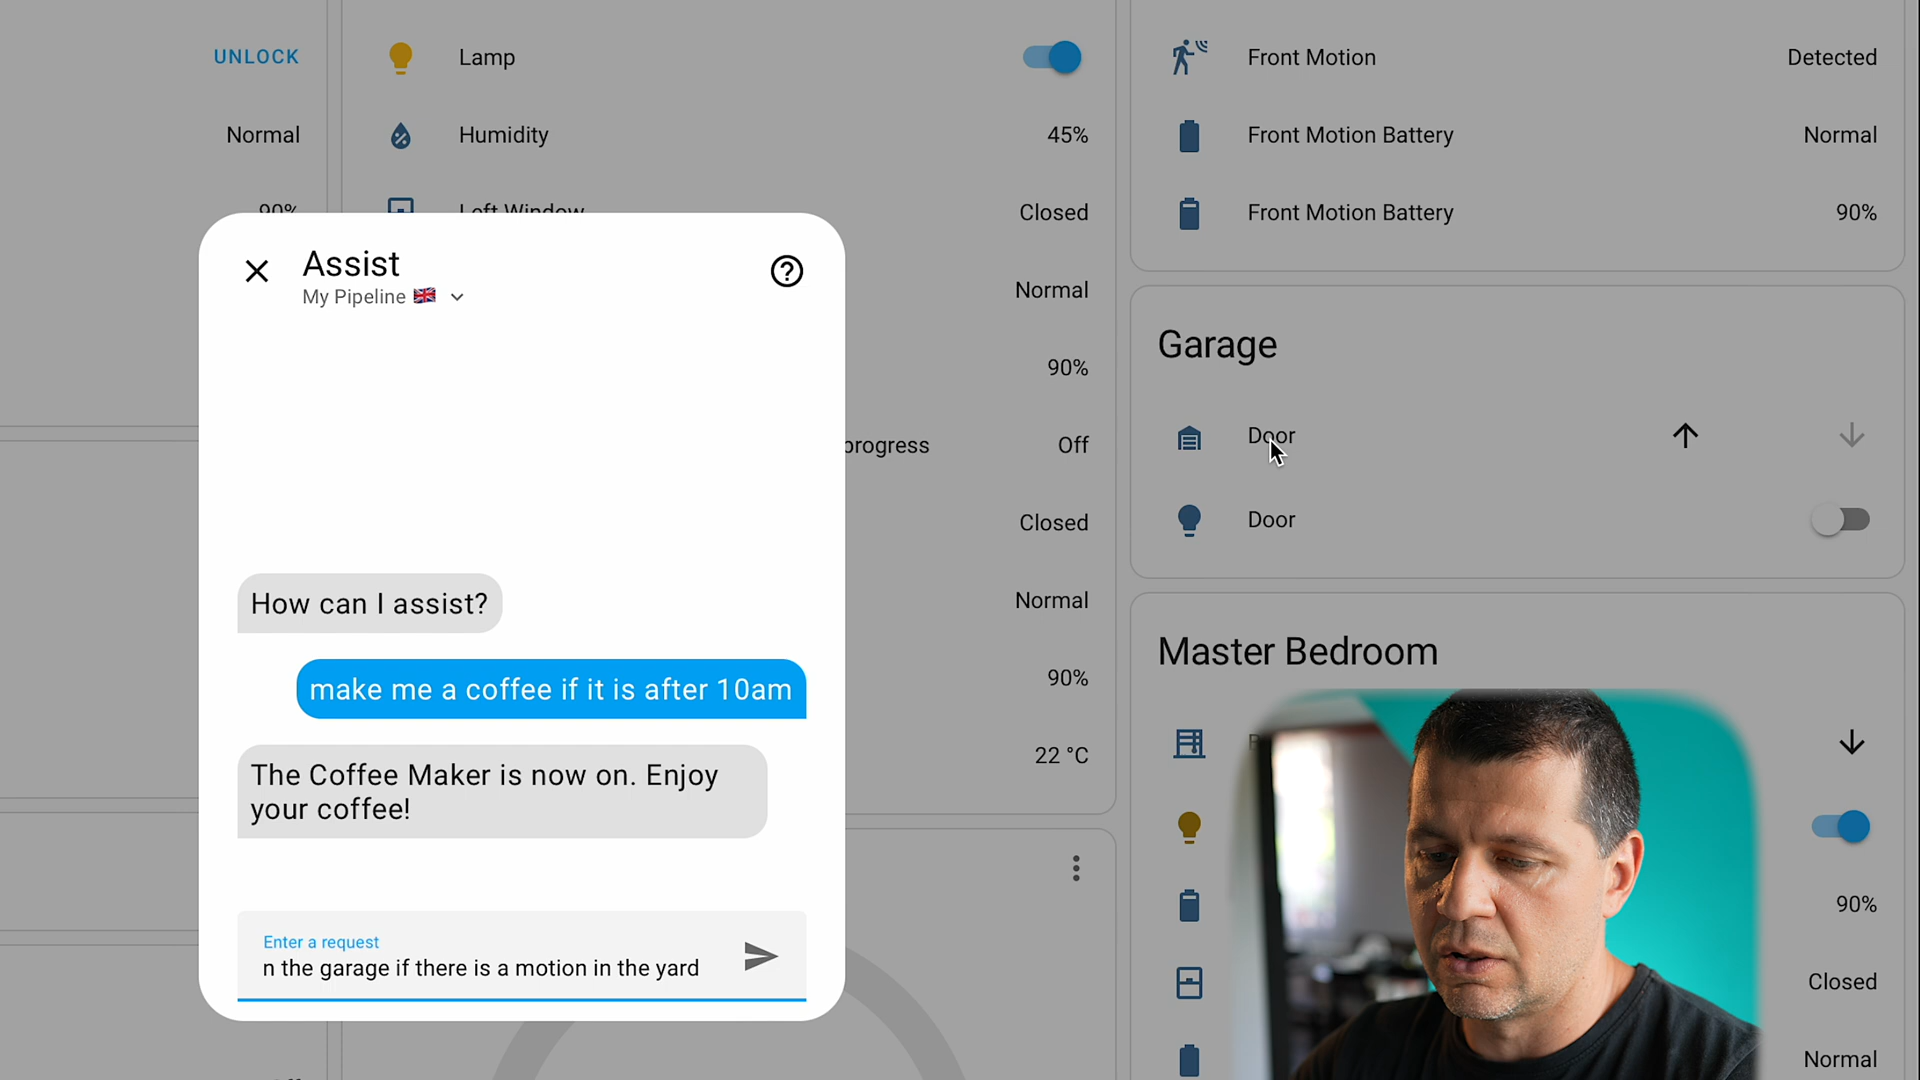 UNLOCK
Normal
90%
Lamp
Humidity
45%
Left Window
Closed
Normal
90%
progress
Off
Closed
Normal
90%
22 °C
Front Motion
Detected
Front Motion Battery
Normal
Front Motion Battery
90%
Garage
Door
Door
Master Bedroom
90%
Closed
Normal
Assist
My Pipeline
How can I assist?
make me a coffee if it is after 10am
The Coffee Maker is now on. Enjoy
your coffee!
Enter a request
n the garage if there is a motion in the yard